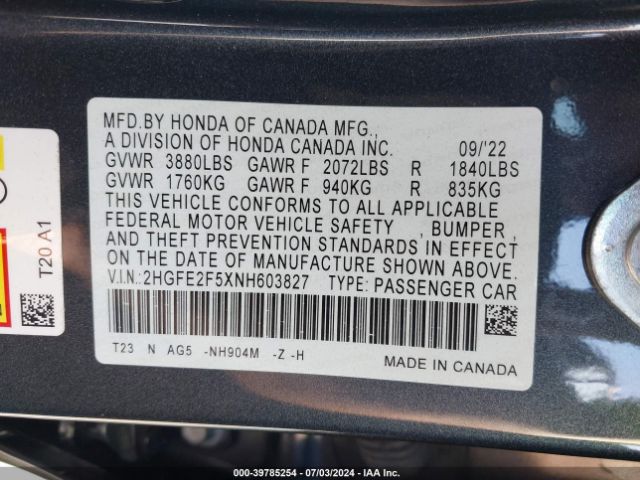 MFD.BY HONDA OF CANADA MFG.,
A DIVISION OF HONDA CANADA INC. 09/'22
GVWR 3880LBS GAWR F 2072LBS R 1840LBS
GVWR 1760KG GAWR F 940KG R 835KG
THIS VEHICLE CONFORMS TO ALL APPLICABLE
FEDERAL MOTOR VEHICLE SAFETY , BUMPER,
AND THEFT PREVENTION STANDARDS IN EFFECT
ON THE DATE OF MANUFACTURE SHOWN ABOVE.
V.I.N:2HGFE2F5XNH603827 TYPE: PASSENGER CAR
T23 N AG5 -NH904M -Z -H
MADE IN CANADA
T20 A1
000-39785254 | 07/03/2024 | IAA Inc.